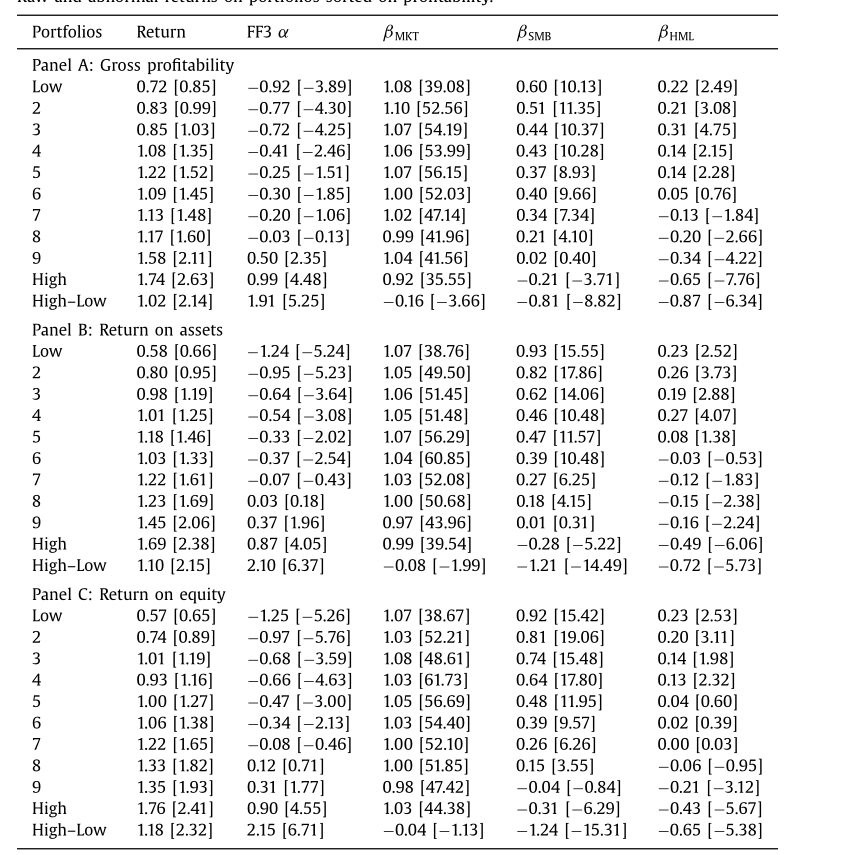 Raw and abnormal returns on portfolios sorted on profitability.
Portfolios Return FF3 α βMKT βSMB βHML
Panel A: Gross profitability
Low 0.72 [0.85] −0.92 [−3.89] 1.08 [39.08] 0.60 [10.13] 0.22 [2.49]
2 0.83 [0.99] −0.77 [−4.30] 1.10 [52.56] 0.51 [11.35] 0.21 [3.08]
3 0.85 [1.03] −0.72 [−4.25] 1.07 [54.19] 0.44 [10.37] 0.31 [4.75]
4 1.08 [1.35] −0.41 [−2.46] 1.06 [53.99] 0.43 [10.28] 0.14 [2.15]
5 1.22 [1.52] −0.25 [−1.51] 1.07 [56.15] 0.37 [8.93] 0.14 [2.28]
6 1.09 [1.45] −0.30 [−1.85] 1.00 [52.03] 0.40 [9.66] 0.05 [0.76]
7 1.13 [1.48] −0.20 [−1.06] 1.02 [47.14] 0.34 [7.34] −0.13 [−1.84]
8 1.17 [1.60] −0.03 [−0.13] 0.99 [41.96] 0.21 [4.10] −0.20 [−2.66]
9 1.58 [2.11] 0.50 [2.35] 1.04 [41.56] 0.02 [0.40] −0.34 [−4.22]
High 1.74 [2.63] 0.99 [4.48] 0.92 [35.55] −0.21 [−3.71] −0.65 [−7.76]
High–Low 1.02 [2.14] 1.91 [5.25] −0.16 [−3.66] −0.81 [−8.82] −0.87 [−6.34]
Panel B: Return on assets
Low 0.58 [0.66] −1.24 [−5.24] 1.07 [38.76] 0.93 [15.55] 0.23 [2.52]
2 0.80 [0.95] −0.95 [−5.23] 1.05 [49.50] 0.82 [17.86] 0.26 [3.73]
3 0.98 [1.19] −0.64 [−3.64] 1.06 [51.45] 0.62 [14.06] 0.19 [2.88]
4 1.01 [1.25] −0.54 [−3.08] 1.05 [51.48] 0.46 [10.48] 0.27 [4.07]
5 1.18 [1.46] −0.33 [−2.02] 1.07 [56.29] 0.47 [11.57] 0.08 [1.38]
6 1.03 [1.33] −0.37 [−2.54] 1.04 [60.85] 0.39 [10.48] −0.03 [−0.53]
7 1.22 [1.61] −0.07 [−0.43] 1.03 [52.08] 0.27 [6.25] −0.12 [−1.83]
8 1.23 [1.69] 0.03 [0.18] 1.00 [50.68] 0.18 [4.15] −0.15 [−2.38]
9 1.45 [2.06] 0.37 [1.96] 0.97 [43.96] 0.01 [0.31] −0.16 [−2.24]
High 1.69 [2.38] 0.87 [4.05] 0.99 [39.54] −0.28 [−5.22] −0.49 [−6.06]
High–Low 1.10 [2.15] 2.10 [6.37] −0.08 [−1.99] −1.21 [−14.49] −0.72 [−5.73]
Panel C: Return on equity
Low 0.57 [0.65] −1.25 [−5.26] 1.07 [38.67] 0.92 [15.42] 0.23 [2.53]
2 0.74 [0.89] −0.97 [−5.76] 1.03 [52.21] 0.81 [19.06] 0.20 [3.11]
3 1.01 [1.19] −0.68 [−3.59] 1.08 [48.61] 0.74 [15.48] 0.14 [1.98]
4 0.93 [1.16] −0.66 [−4.63] 1.03 [61.73] 0.64 [17.80] 0.13 [2.32]
5 1.00 [1.27] −0.47 [−3.00] 1.05 [56.69] 0.48 [11.95] 0.04 [0.60]
6 1.06 [1.38] −0.34 [−2.13] 1.03 [54.40] 0.39 [9.57] 0.02 [0.39]
7 1.22 [1.65] −0.08 [−0.46] 1.00 [52.10] 0.26 [6.26] 0.00 [0.03]
8 1.33 [1.82] 0.12 [0.71] 1.00 [51.85] 0.15 [3.55] −0.06 [−0.95]
9 1.35 [1.93] 0.31 [1.77] 0.98 [47.42] −0.04 [−0.84] −0.21 [−3.12]
High 1.76 [2.41] 0.90 [4.55] 1.03 [44.38] −0.31 [−6.29] −0.43 [−5.67]
High–Low 1.18 [2.32] 2.15 [6.71] −0.04 [−1.13] −1.24 [−15.31] −0.65 [−5.38]